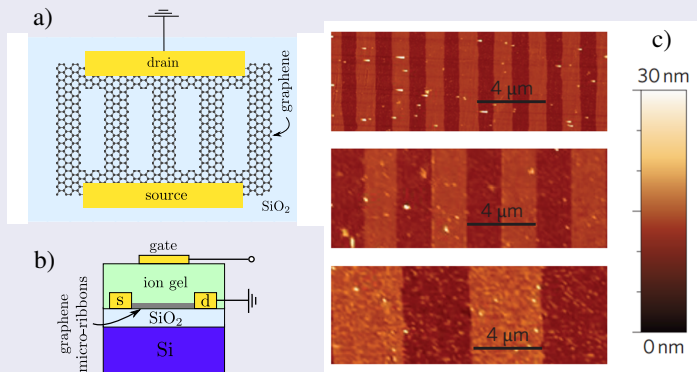 a)
drain
graphene
source
SiO2
b)
gate
ion gel
s
d
graphene
micro-ribbons
SiO2
Si
c)
4 μm
4 μm
4 μm
30 nm
0 nm